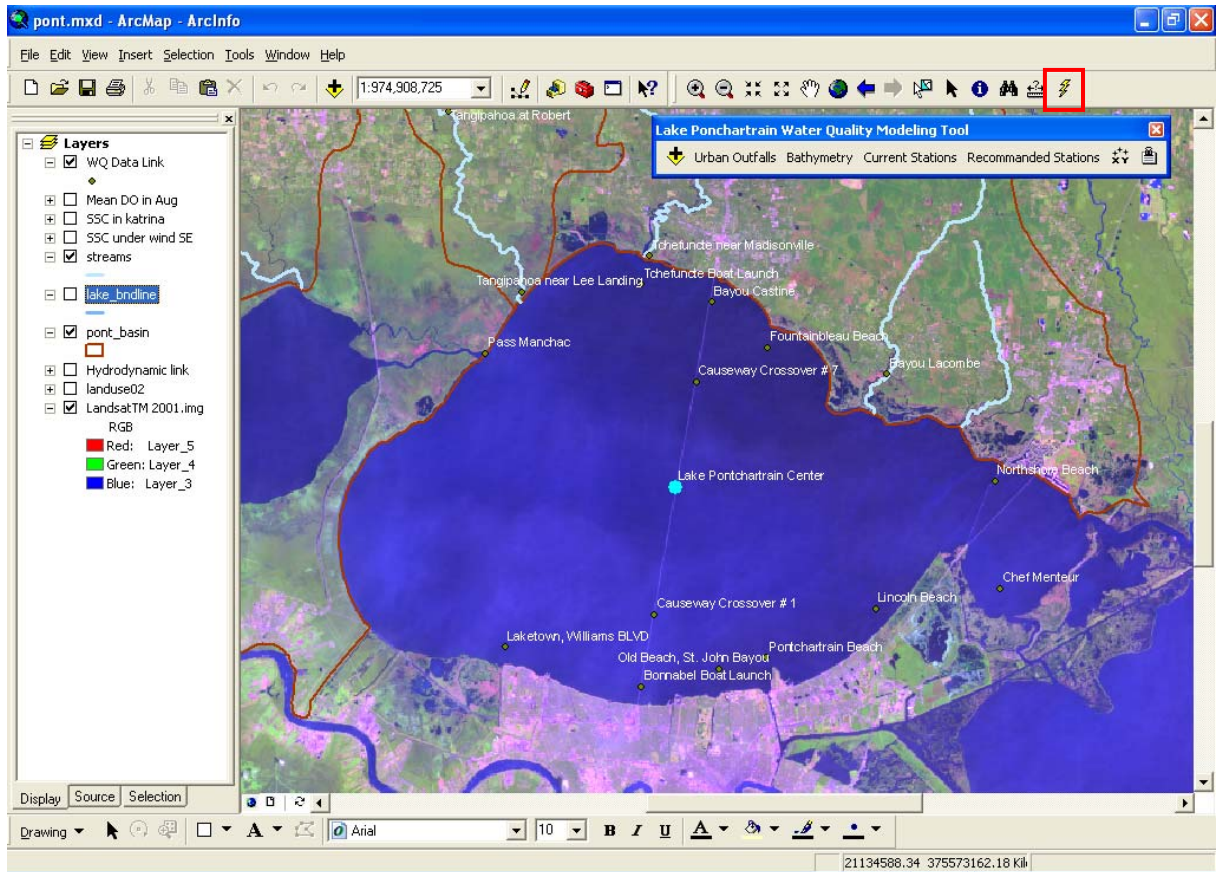 pont.mxd - ArcMap - ArcInfo
File Edit View Insert Selection Tools Window Help
1:974,908,725
Lake Ponchartrain Water Quality Modeling Tool
Urban Outfalls Bathymetry Current Stations Recommanded Stations
Layers
WQ Data Link
Mean DO in Aug
SSC in katrina
SSC under wind SE
streams
lake_bndline
pont_basin
Hydrodynamic link
landuse02
LandsatTM 2001.img
RGB
Red: Layer_5
Green: Layer_4
Blue: Layer_3
Tangipahoa at Robert
Tchefuncte near Madisonville
Tchefuncte Boat Launch
Tangipahoa near Lee Landing
Bayou Castine
Fountainbleau Beach
Pass Manchac
Bayou Lacombe
Causeway Crossover # 7
Northshore Beach
Lake Pontchartrain Center
Chef Menteur
Lincoln Beach
Causeway Crossover # 1
Laketown, Williams BLVD
Pontchartrain Beach
Old Beach, St. John Bayou
Bonnabel Boat Launch
Display Source Selection
Drawing A Arial 10 B I U A
21134588.34 375573162.18 Kil